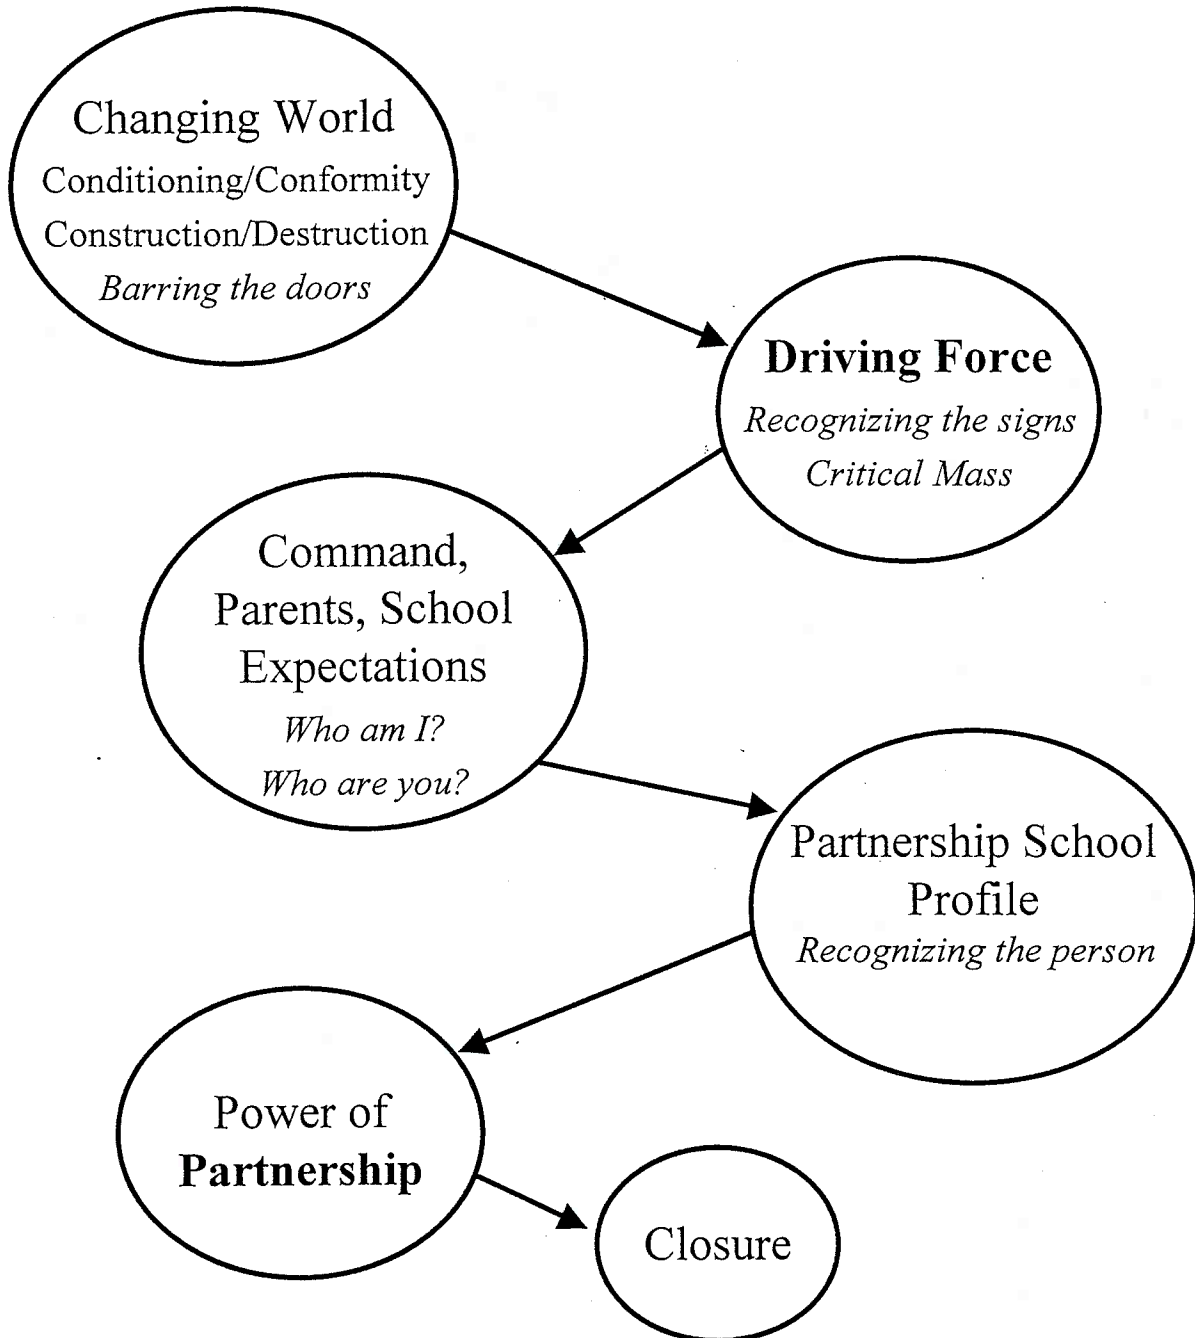 Changing World
Conditioning/Conformity
Construction/Destruction
Barring the doors
Driving Force
Recognizing the signs
Critical Mass
Command,
Parents, School
Expectations
Who am I?
Who are you?
Partnership School
Profile
Recognizing the person
Power of
Partnership
Closure